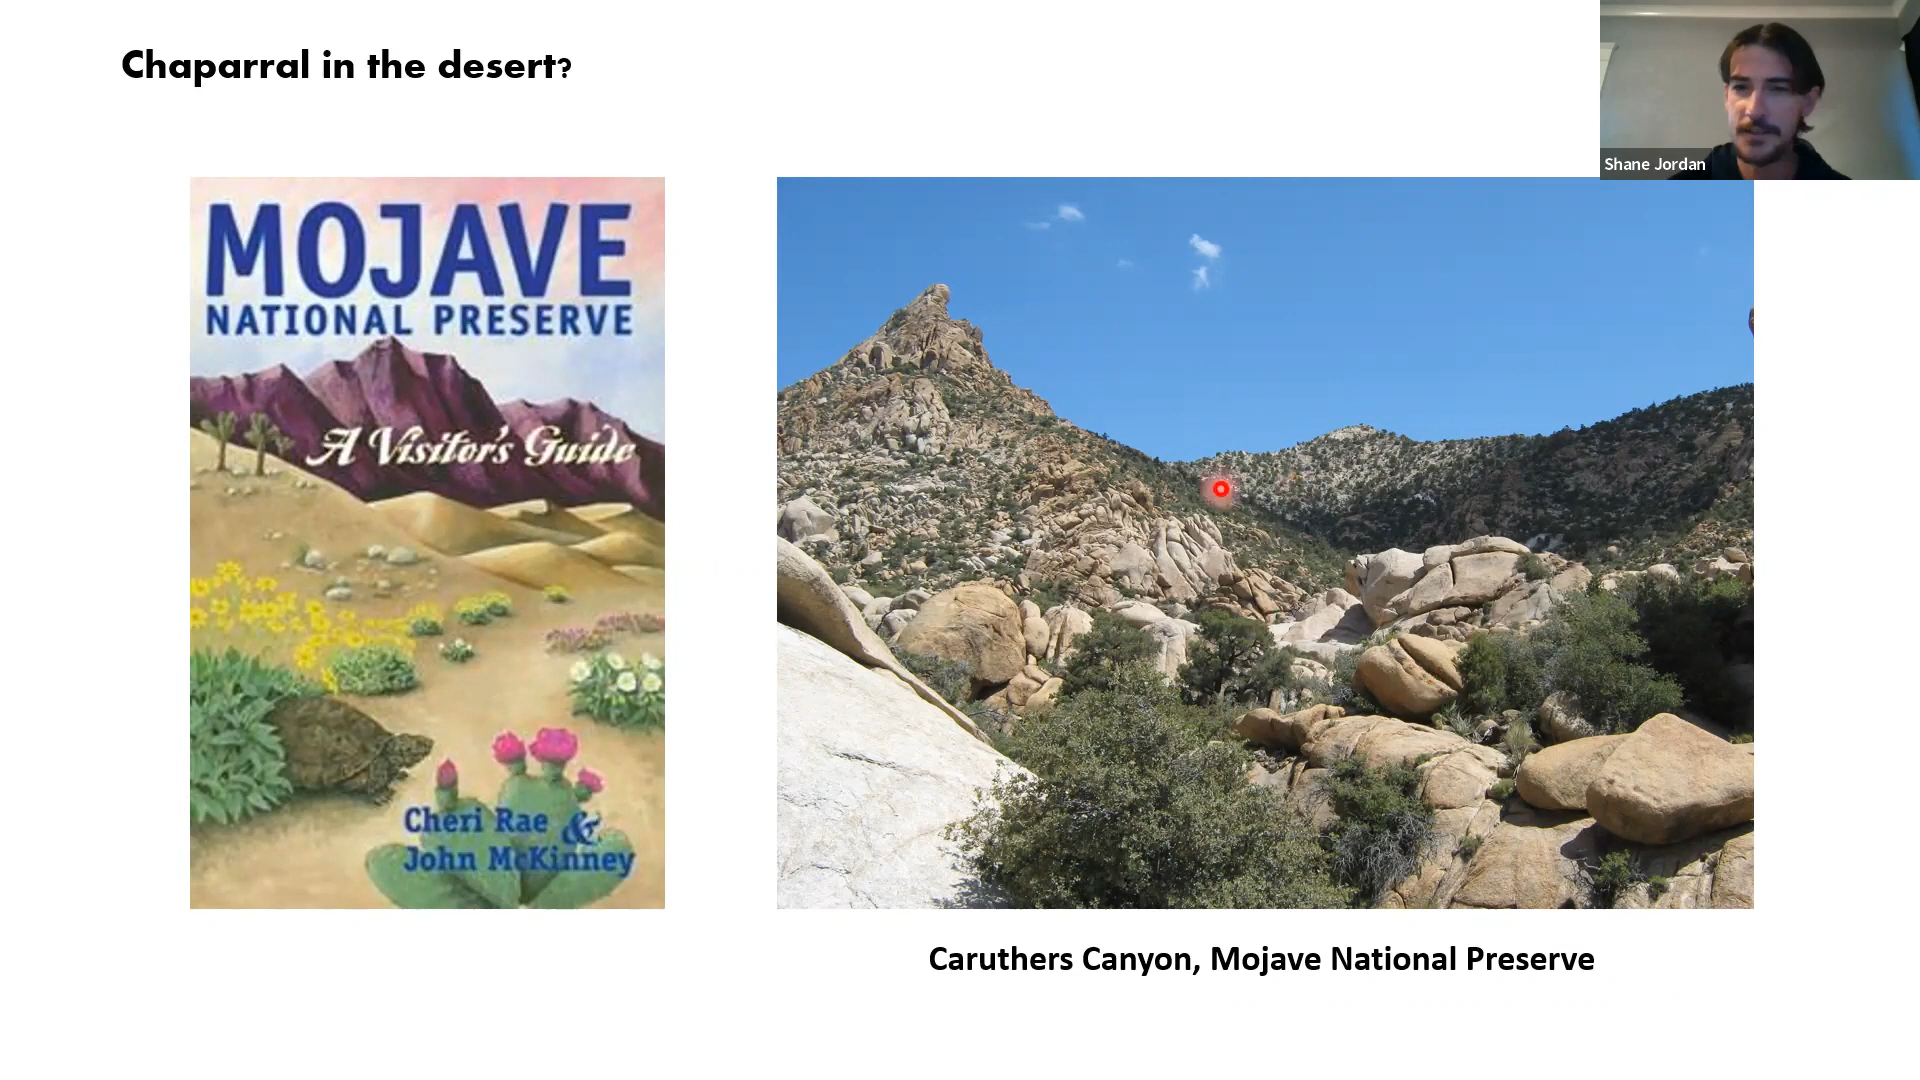 Chaparral in the desert?
Shane Jordan
MOJAVE
NATIONAL PRESERVE
A Visitor's Guide
Cheri Rae &
John McKinney
Caruthers Canyon, Mojave National Preserve